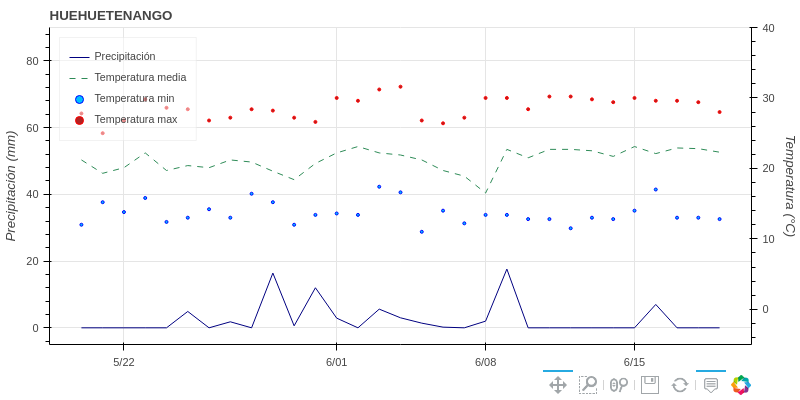 HUEHUETENANGO
Precipitación
Temperatura media
Temperatura min
Temperatura max
Precipitación (mm)
80
60
40
20
0
Temperatura (°C)
40
30
20
10
0
5/22
6/01
6/08
6/15